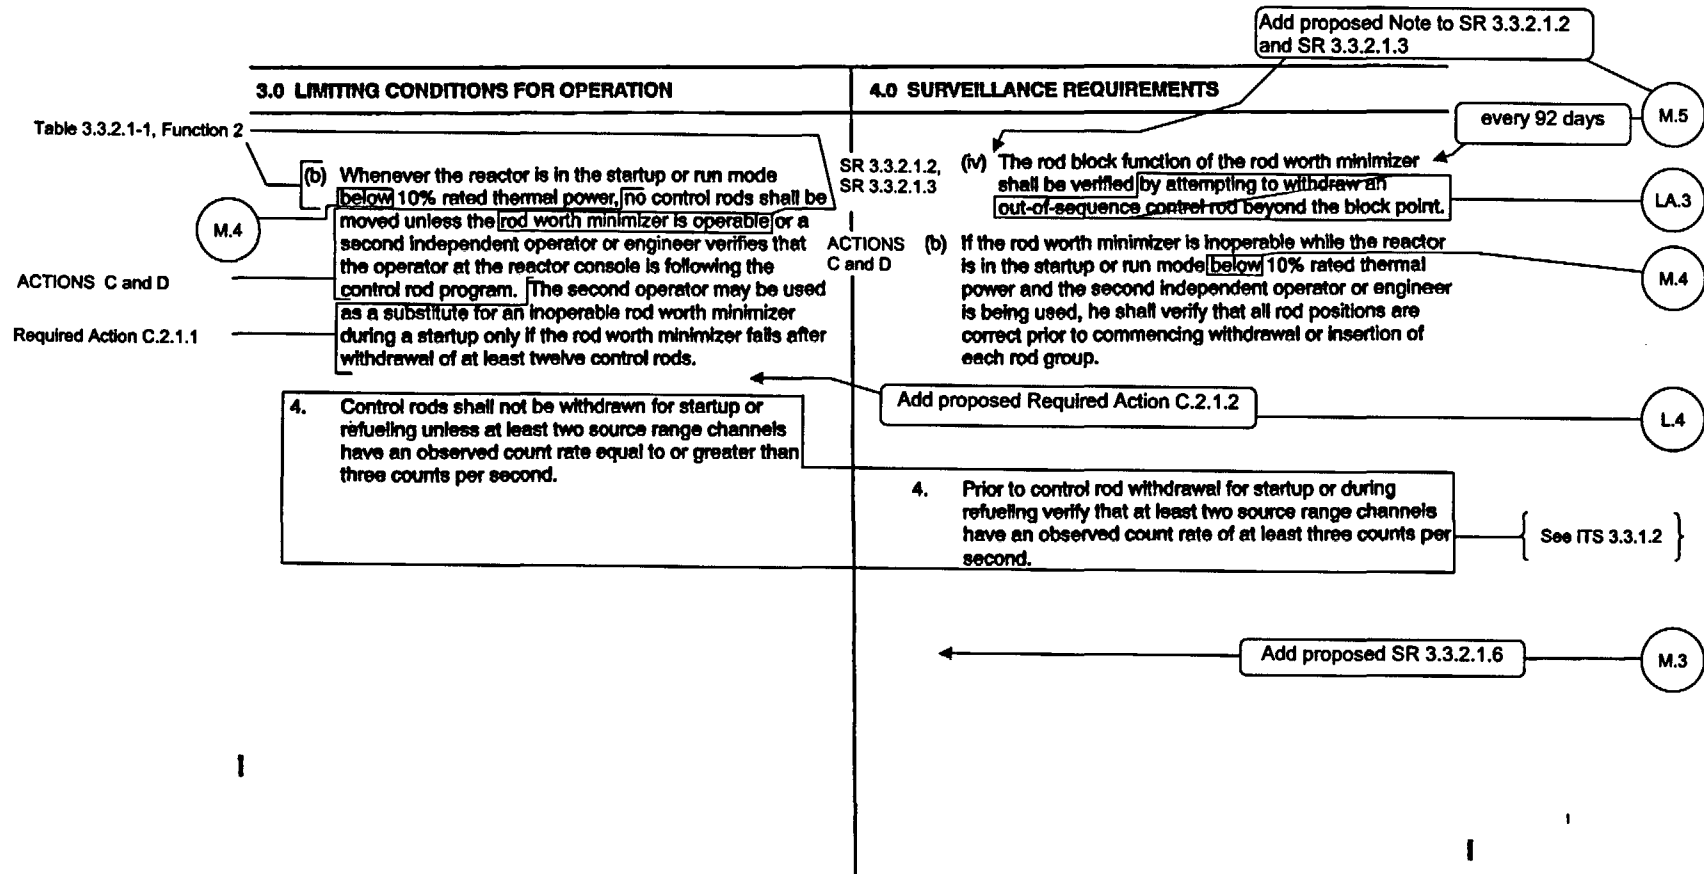 Add proposed Note to SR 3.3.2.1.2
and SR 3.3.2.1.3
3.0 LIMITING CONDITIONS FOR OPERATION
4.0 SURVEILLANCE REQUIREMENTS
M.5
every 92 days
Table 3.3.2.1-1, Function 2
(b) Whenever the reactor is in the startup or run mode
below 10% rated thermal power, no control rods shall be
moved unless the rod worth minimizer is operable or a
second independent operator or engineer verifies that
the operator at the reactor console is following the
control rod program. The second operator may be used
as a substitute for an inoperable rod worth minimizer
during a startup only if the rod worth minimizer fails after
withdrawal of at least twelve control rods.
M.4
ACTIONS C and D
Required Action C.2.1.1
SR 3.3.2.1.2,
SR 3.3.2.1.3
(iv) The rod block function of the rod worth minimizer
shall be verified by attempting to withdraw an
out-of-sequence control rod beyond the block point.
LA.3
ACTIONS
C and D
(b) If the rod worth minimizer is inoperable while the reactor
is in the startup or run mode below 10% rated thermal
power and the second independent operator or engineer
is being used, he shall verify that all rod positions are
correct prior to commencing withdrawal or insertion of
each rod group.
M.4
Add proposed Required Action C.2.1.2
L.4
4. Control rods shall not be withdrawn for startup or
refueling unless at least two source range channels
have an observed count rate equal to or greater than
three counts per second.
4. Prior to control rod withdrawal for startup or during
refueling verify that at least two source range channels
have an observed count rate of at least three counts per
second.
{ See ITS 3.3.1.2 }
Add proposed SR 3.3.2.1.6
M.3